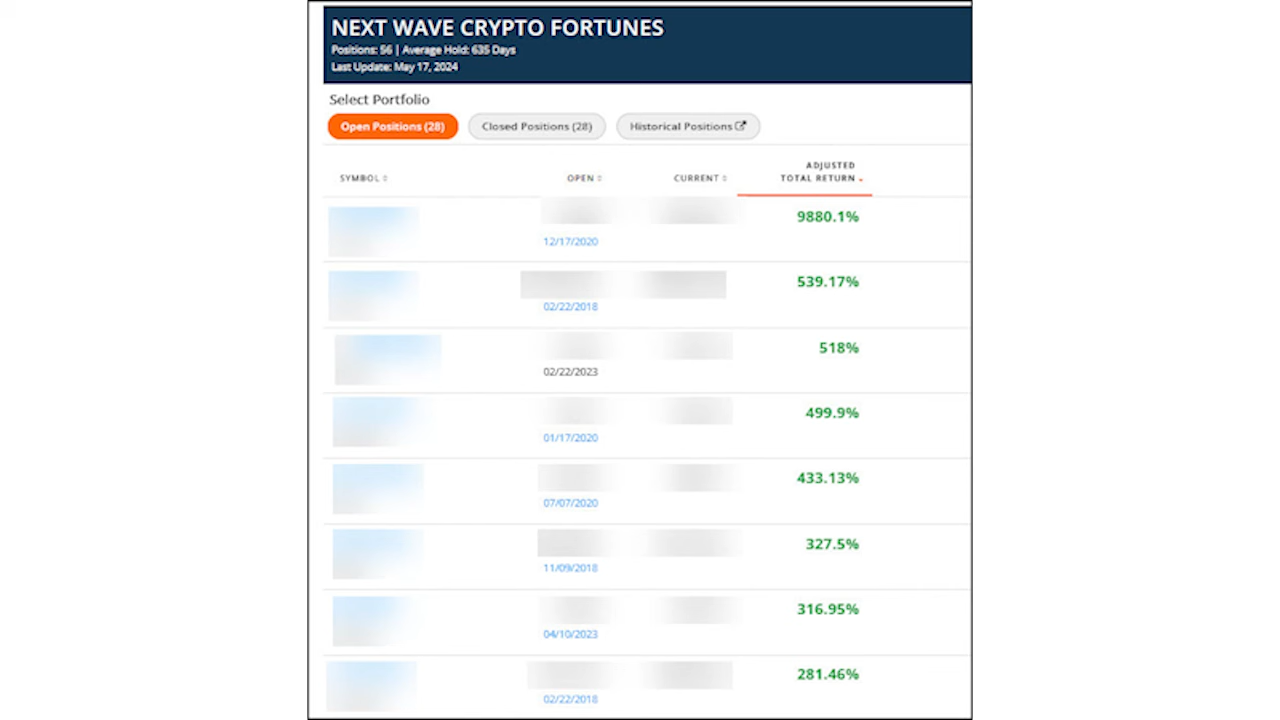 NEXT WAVE CRYPTO FORTUNES
Positions: 56 | Average Hold: 635 Days
Last Update: May 17, 2024
Select Portfolio
Open Positions (28) Closed Positions (28) Historical Positions
SYMBOL OPEN CURRENT ADJUSTED
TOTAL RETURN
9880.1%
12/17/2020
539.17%
02/22/2018
518%
02/22/2023
499.9%
01/17/2020
433.13%
07/07/2020
327.5%
11/09/2018
316.95%
04/10/2023
281.46%
02/22/2018